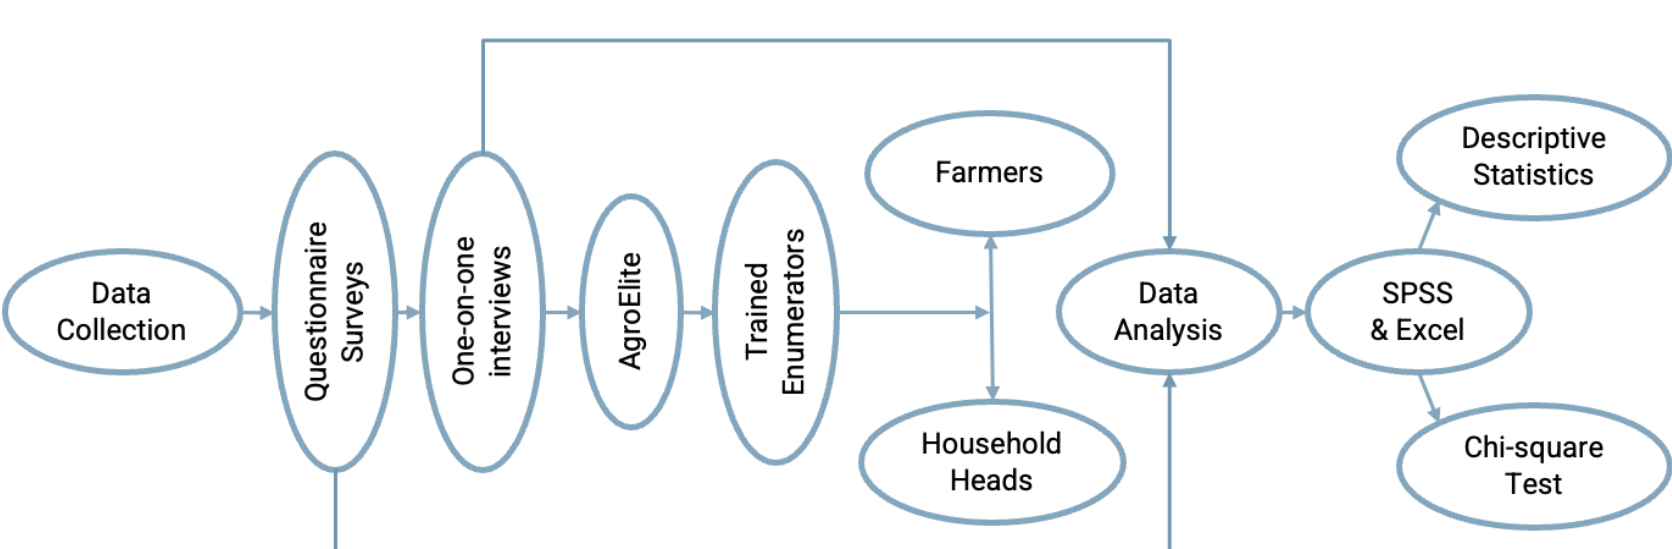 Data
Collection
Questionnaire
Surveys
One-on-one
interviews
AgroElite
Trained
Enumerators
Farmers
Household
Heads
Data
Analysis
SPSS
& Excel
Descriptive
Statistics
Chi-square
Test